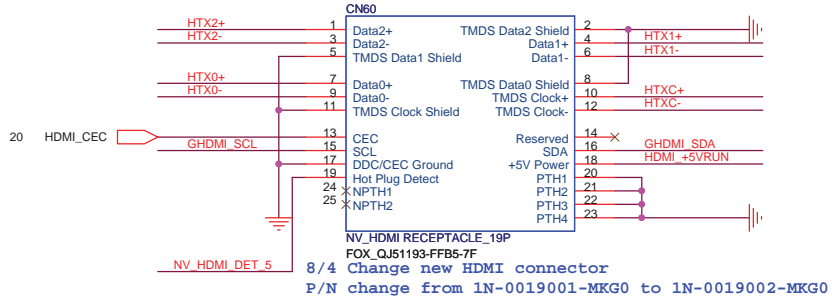 CN60
HTX2+ 1 Data2+ TMDS Data2 Shield 2
HTX2- 3 Data2- Data1+ 4 HTX1+
5 TMDS Data1 Shield Data1- 6 HTX1-
HTX0+ 7 Data0+ TMDS Data0 Shield 8
HTX0- 9 Data0- TMDS Clock+ 10 HTXC+
11 TMDS Clock Shield TMDS Clock- 12 HTXC-
20 HDMI_CEC 13 CEC Reserved 14
GHDMI_SCL 15 SCL SDA 16 GHDMI_SDA
17 DDC/CEC Ground +5V Power 18 HDMI_+5VRUN
19 Hot Plug Detect PTH1 20
24 NPTH1 PTH2 21
25 NPTH2 PTH3 22
PTH4 23
NV_HDMI RECEPTACLE_19P
FOX_QJ51193-FFB5-7F
NV_HDMI_DET_5
8/4 Change new HDMI connector
P/N change from 1N-0019001-MKG0 to 1N-0019002-MKG0